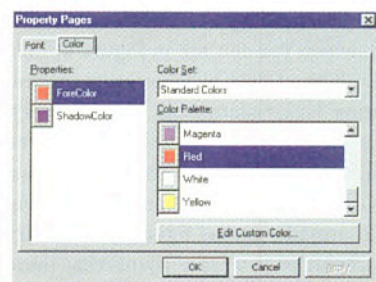 Property Pages
Font Color
Properties:
ForeColor
ShadowColor
Color Set:
Standard Colors
Color Palette:
Magenta
Red
White
Yellow
Edit Custom Color...
OK Cancel Apply